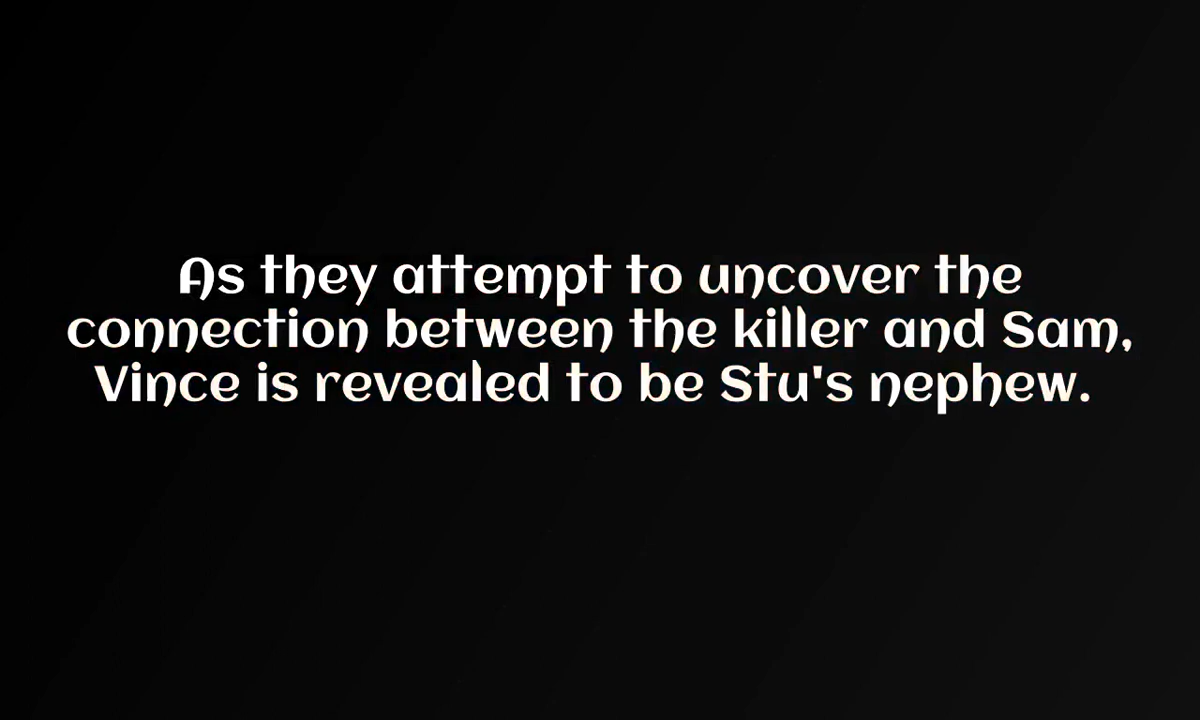 As they attempt to uncover the
connection between the killer and Sam,
Vince is revealed to be Stu's nephew.